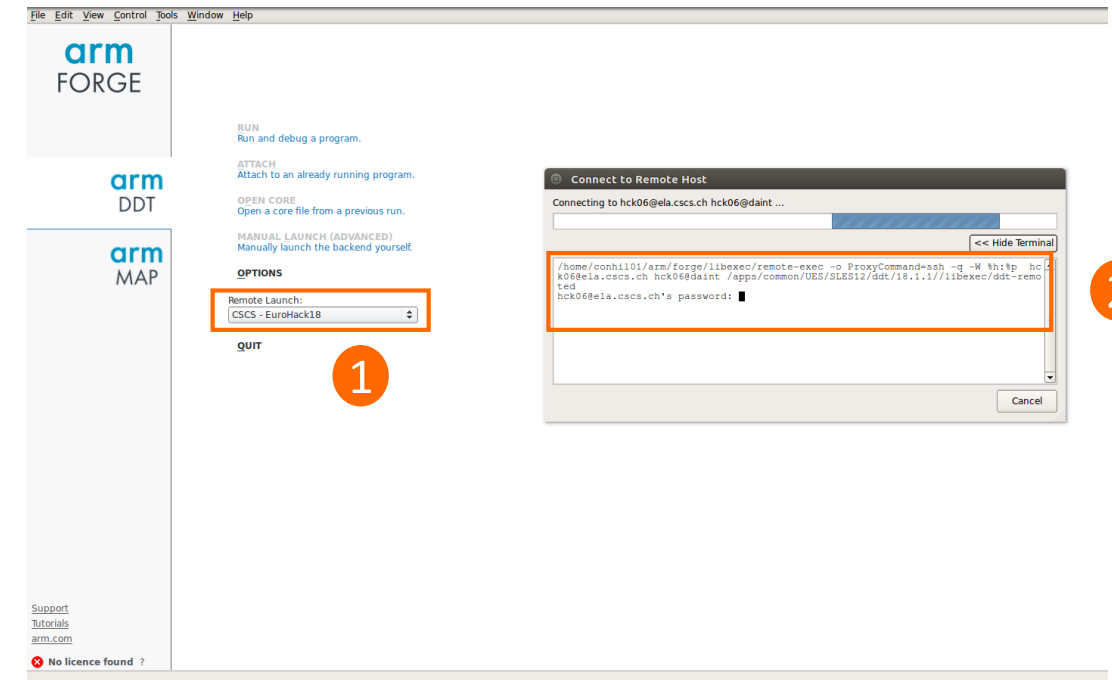 File Edit View Control Tools Window Help
arm
FORGE
arm
DDT
arm
MAP
RUN
Run and debug a program.
ATTACH
Attach to an already running program.
OPEN CORE
Open a core file from a previous run.
MANUAL LAUNCH (ADVANCED)
Manually launch the backend yourself.
OPTIONS
Remote Launch:
CSCS - EuroHack18
QUIT
1
Connect to Remote Host
Connecting to hck06@ela.cscs.ch hck06@daint ...
<< Hide Terminal
/home/conhil01/arm/forge/libexec/remote-exec -o ProxyCommand=ssh -q -W %h:%p hc
k06@ela.cscs.ch hck06@daint /apps/common/UES/SLES12/ddt/18.1.1//libexec/ddt-remo
ted
hck06@ela.cscs.ch's password:
Cancel
Support
Tutorials
arm.com
No licence found ?